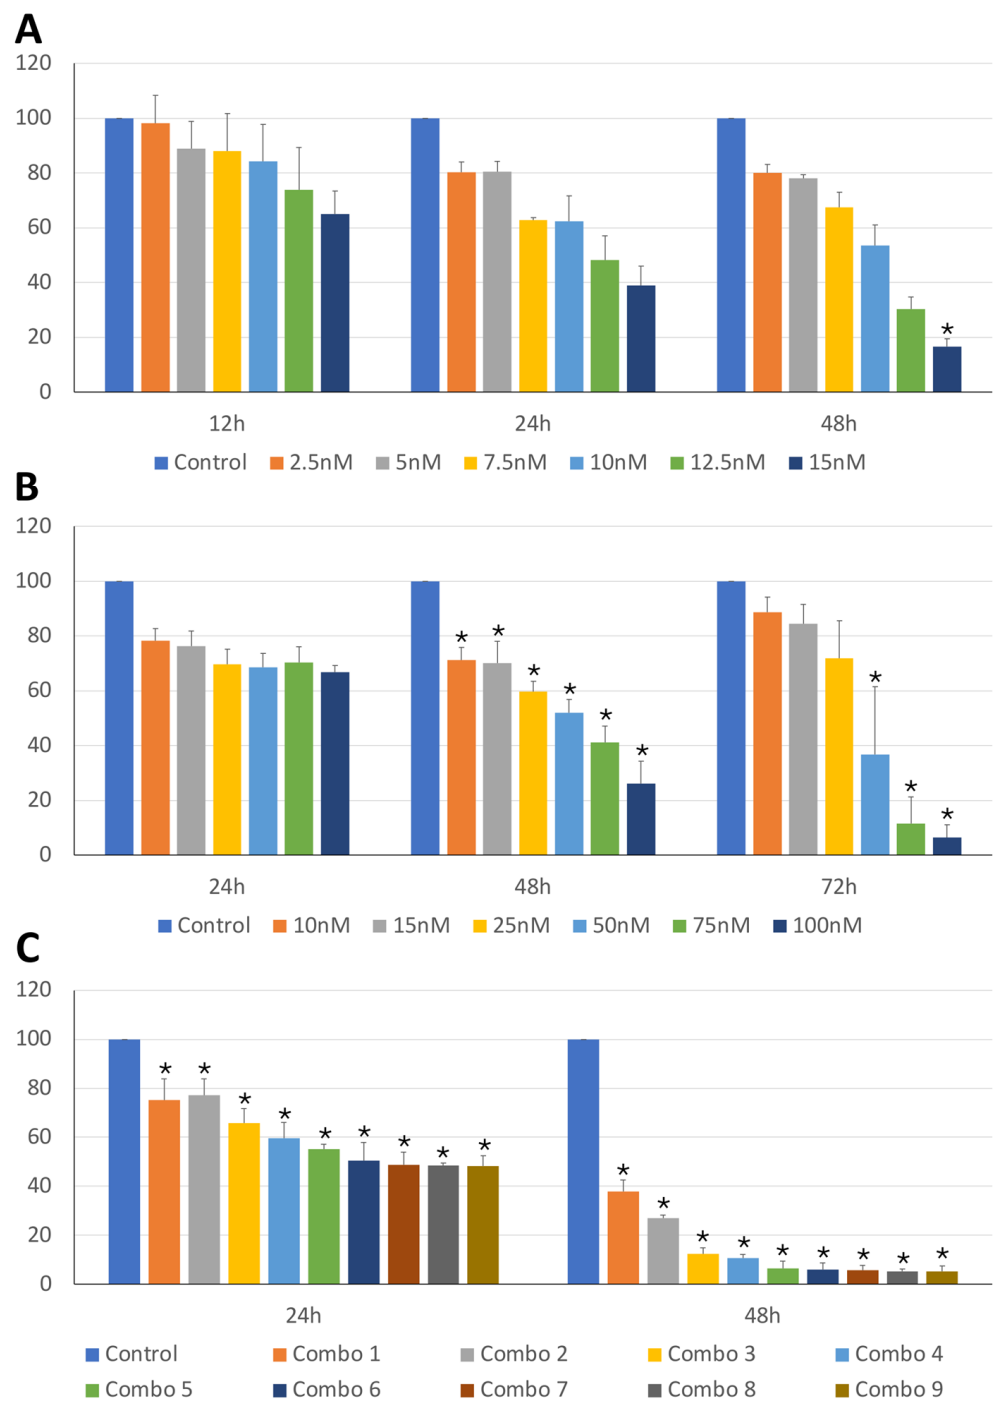 A
120
100
80
60
40
20
0
*
12h 24h 48h
Control 2.5nM 5nM 7.5nM 10nM 12.5nM 15nM
B
120
100
80
60
40
20
0
* * * * * * * * *
24h 48h 72h
Control 10nM 15nM 25nM 50nM 75nM 100nM
C
120
100
80
60
40
20
0
* * * * * * * * * * * * * * * * * *
24h 48h
Control Combo 1 Combo 2 Combo 3 Combo 4
Combo 5 Combo 6 Combo 7 Combo 8 Combo 9